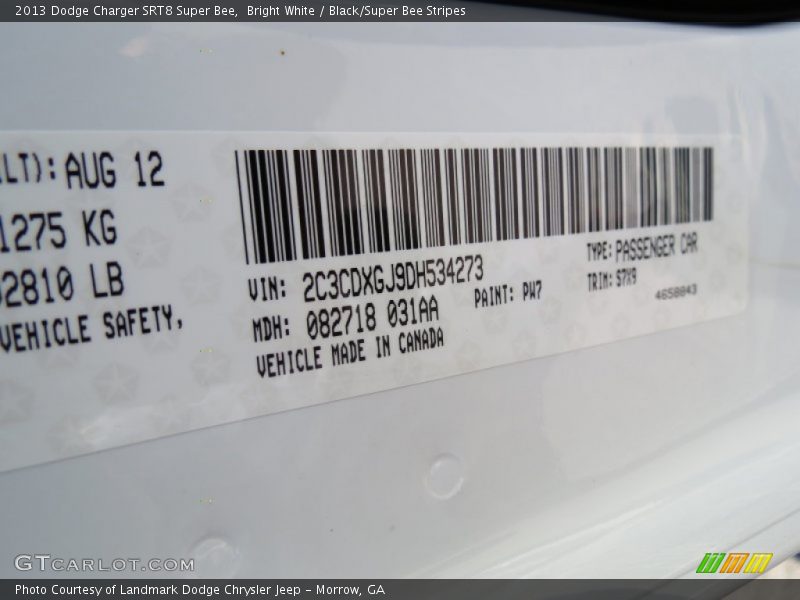 2013 Dodge Charger SRT8 Super Bee,  Bright White / Black/Super Bee Stripes
LT): AUG 12
1275 KG
2810 LB
VEHICLE SAFETY,
VIN: 2C3CDXGJ9DH534273
MDH: 082718 031AA
VEHICLE MADE IN CANADA
PAINT: PW7
TYPE: PASSENGER CAR
TRIM: S7X9
4658043
GTCARLOT.COM
Photo Courtesy of Landmark Dodge Chrysler Jeep – Morrow, GA